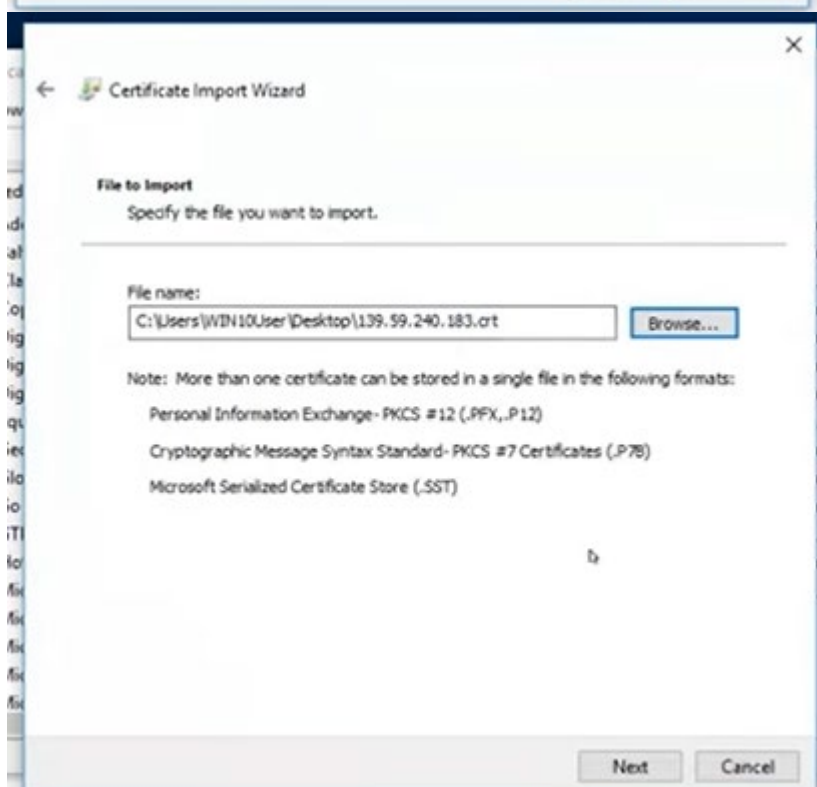 Certificate Import Wizard
File to Import
Specify the file you want to import.
File name:
C:\Users\WIN10User\Desktop\139.59.240.183.crt
Browse...
Note: More than one certificate can be stored in a single file in the following formats:
Personal Information Exchange- PKCS #12 (.PFX,.P12)
Cryptographic Message Syntax Standard- PKCS #7 Certificates (.P7B)
Microsoft Serialized Certificate Store (.SST)
Next
Cancel